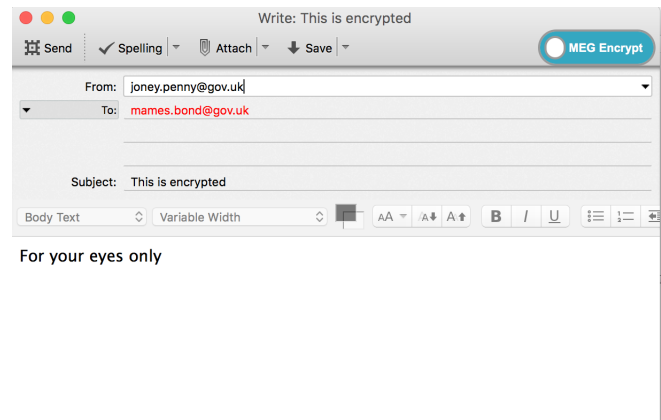 Write: This is encrypted
Send Spelling Attach Save MEG Encrypt
From: joney.penny@gov.uk
To: mames.bond@gov.uk
Subject: This is encrypted
Body Text Variable Width AA A A B I U
For your eyes only